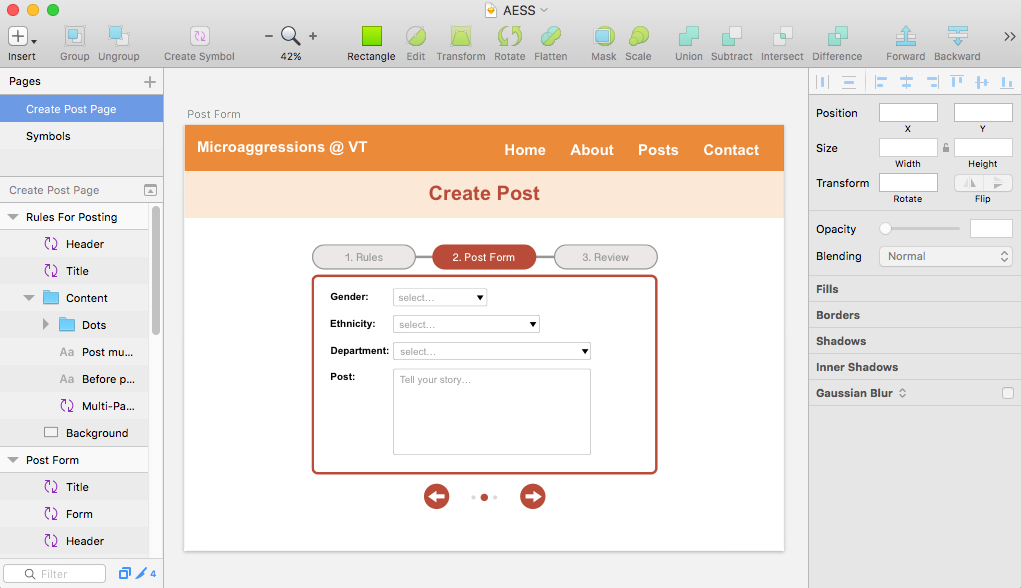 AESS
Insert
Group
Ungroup
Create Symbol
42%
Rectangle
Edit
Transform
Rotate
Flatten
Mask
Scale
Union
Subtract
Intersect
Difference
Forward
Backward
Pages
Create Post Page
Symbols
Create Post Page
Rules For Posting
Header
Title
Content
Dots
Aa Post mu...
Aa Before p...
Multi-Pa...
Background
Post Form
Title
Form
Header
Filter
4
Post Form
Microaggressions @ VT
Home
About
Posts
Contact
Create Post
1. Rules
2. Post Form
3. Review
Gender: select...
Ethnicity: select...
Department: select...
Post: Tell your story...
Position
X
Y
Size
Width
Height
Transform
Rotate
Flip
Opacity
Blending
Normal
Fills
Borders
Shadows
Inner Shadows
Gaussian Blur